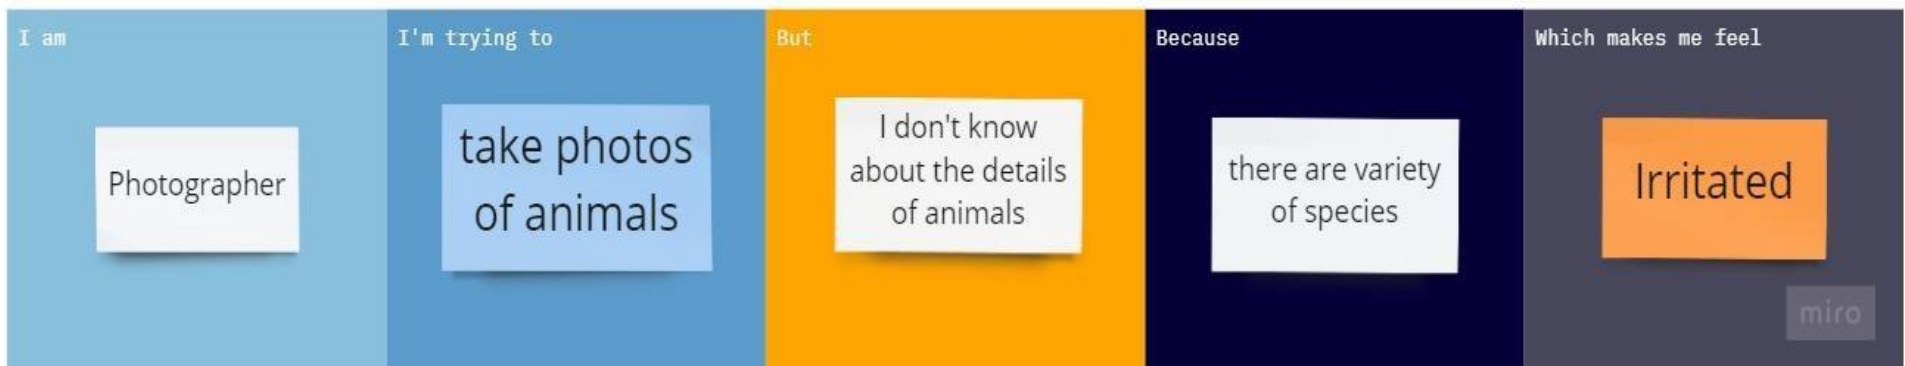 I am
Photographer
I'm trying to
take photos
of animals
But
I don't know
about the details
of animals
Because
there are variety
of species
Which makes me feel
Irritated
miro